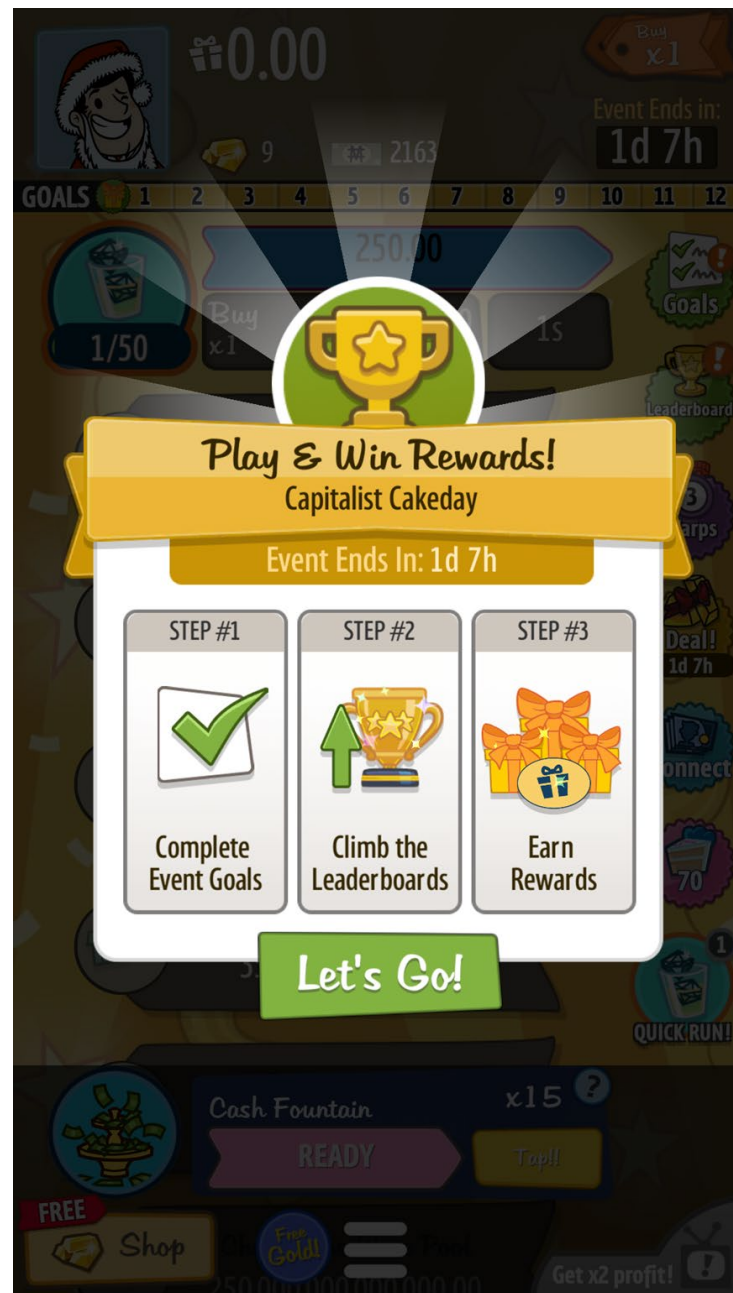 0.00
Buy
x1
Event Ends in:
9
2163
1d 7h
GOALS 1 2 3 4 5 6 7 8 9 10 11 12
250.00
Buy
x1
1s
1/50
Goals
Leaderboard
Play & Win Rewards!
Capitalist Cakeday
3
Event Ends In: 1d 7h
STEP #1
STEP #2
STEP #3
Deal!
1d 7h
Complete
Event Goals
Climb the
Leaderboards
Earn
Rewards
70
Let's Go!
1
QUICK RUN!
Cash Fountain
x15
?
READY
Tap!!
FREE
Shop
Free
Gold!
Pool
Get x2 profit!